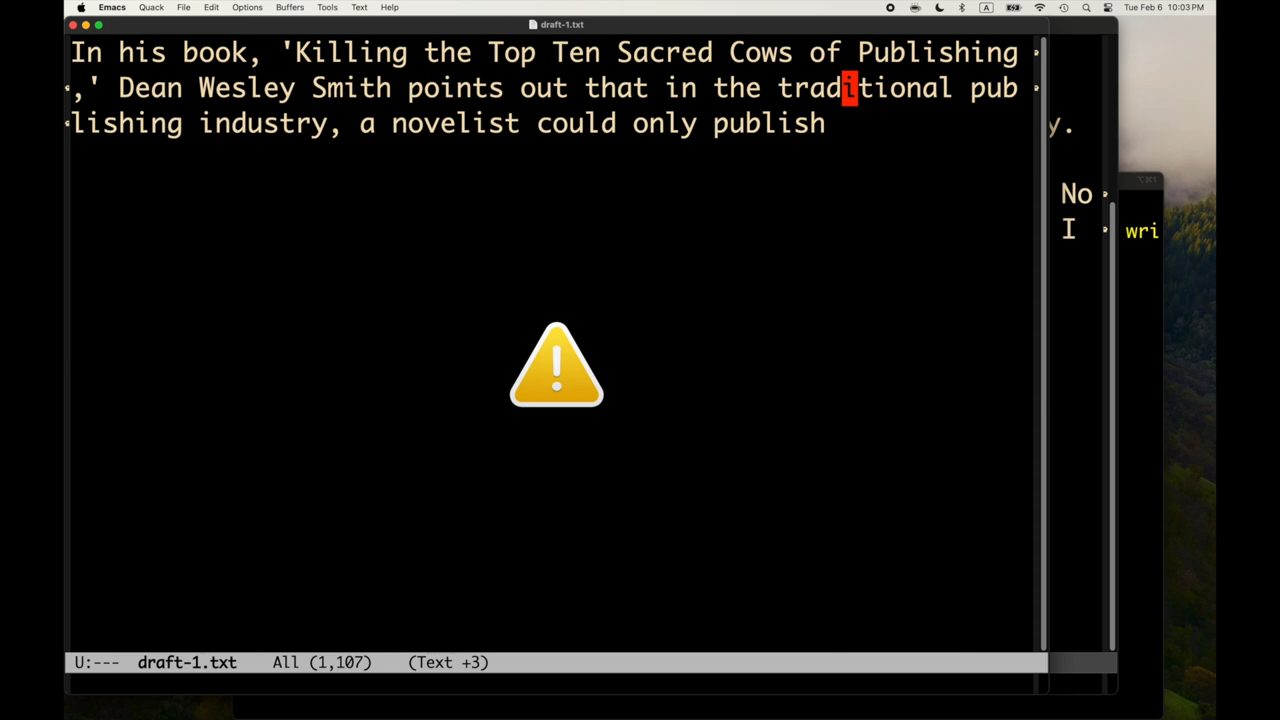 Emacs Quack File Edit Options Buffers Tools Text Help A Tue Feb 6 10:03 PM
draft-1.txt
In his book, 'Killing the Top Ten Sacred Cows of Publishing
,' Dean Wesley Smith points out that in the traditional pub
lishing industry, a novelist could only publish
y.
No
I
wri
U:--- draft-1.txt All (1,107) (Text +3)